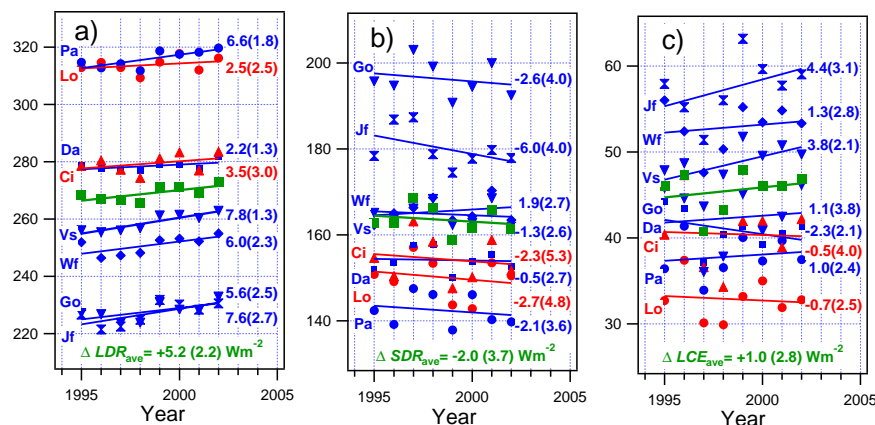 a)
320
300
280
260
240
220
Pa
Lo
Da
Ci
Vs
Wf
Go
Jf
6.6(1.8)
2.5(2.5)
2.2(1.3)
3.5(3.0)
7.8(1.3)
6.0(2.3)
5.6(2.5)
7.6(2.7)
Δ LDRave= +5.2 (2.2) Wm-2
1995 2000 2005
Year
b)
200
180
160
140
Go
Jf
Wf
Vs
Ci
Da
Lo
Pa
-2.6(4.0)
-6.0(4.0)
1.9(2.7)
-1.3(2.6)
-2.3(5.3)
-0.5(2.7)
-2.7(4.8)
-2.1(3.6)
Δ SDRave= -2.0 (3.7) Wm-2
1995 2000 2005
Year
c)
60
50
40
30
Jf
Wf
Vs
Go
Da
Ci
Pa
Lo
4.4(3.1)
1.3(2.8)
3.8(2.1)
1.1(3.8)
-2.3(2.1)
-0.5(4.0)
1.0(2.4)
-0.7(2.5)
Δ LCEave= +1.0 (2.8) Wm-2
1995 2000 2005
Year